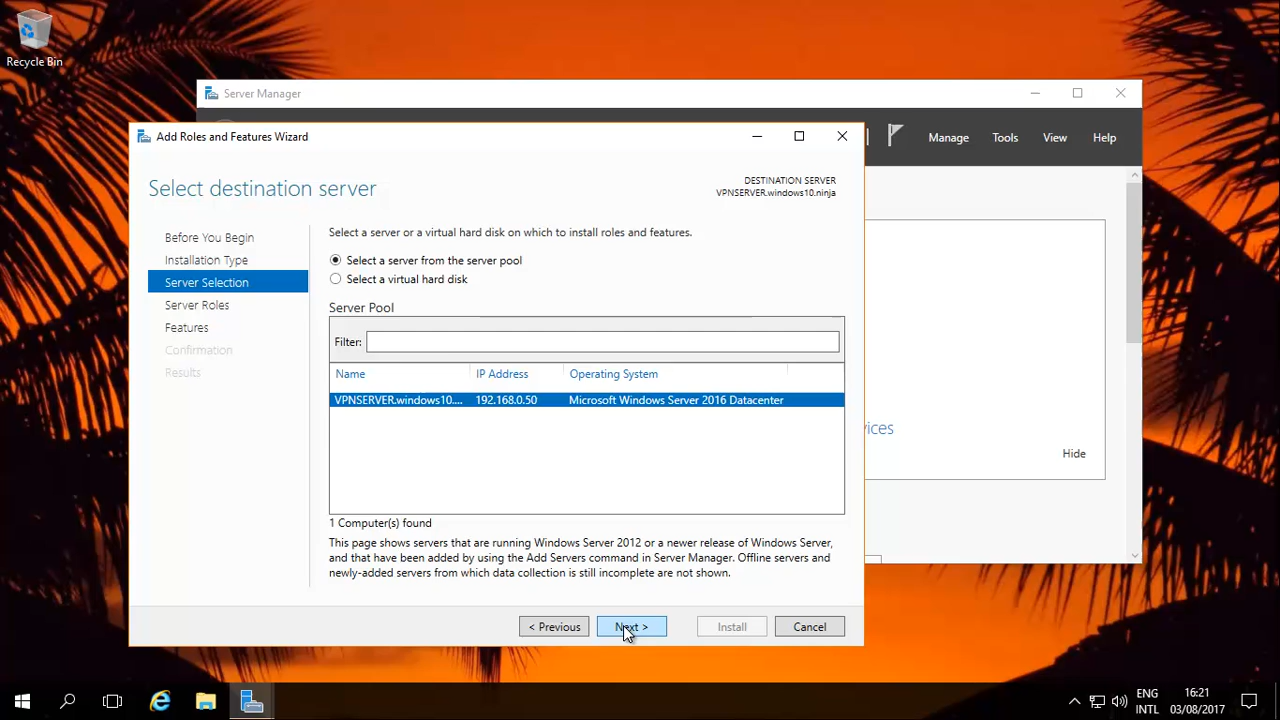 Recycle Bin
Server Manager
Manage
Tools
View
Help
Add Roles and Features Wizard
Select destination server
DESTINATION SERVER
VPNSERVER.windows10.ninja
Before You Begin
Installation Type
Server Selection
Server Roles
Features
Confirmation
Results
Select a server or a virtual hard disk on which to install roles and features.
Select a server from the server pool
Select a virtual hard disk
Server Pool
Filter:
Name IP Address Operating System
VPNSERVER.windows10.... 192.168.0.50 Microsoft Windows Server 2016 Datacenter
1 Computer(s) found
This page shows servers that are running Windows Server 2012 or a newer release of Windows Server,
and that have been added by using the Add Servers command in Server Manager. Offline servers and
newly-added servers from which data collection is still incomplete are not shown.
< Previous
Next >
Install
Cancel
vices
Hide
ENG
INTL
16:21
03/08/2017